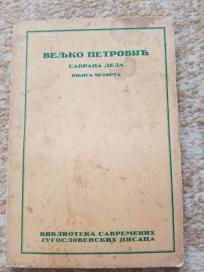 ВЕЉКО ПЕТРОВИЋ
САБРАНА ДЕЛА
КЊИГА ЧЕТВРТА
БИБЛИОТЕКА САВРЕМЕНИХ
ЈУГОСЛОВЕНСКИХ ПИСАЦА